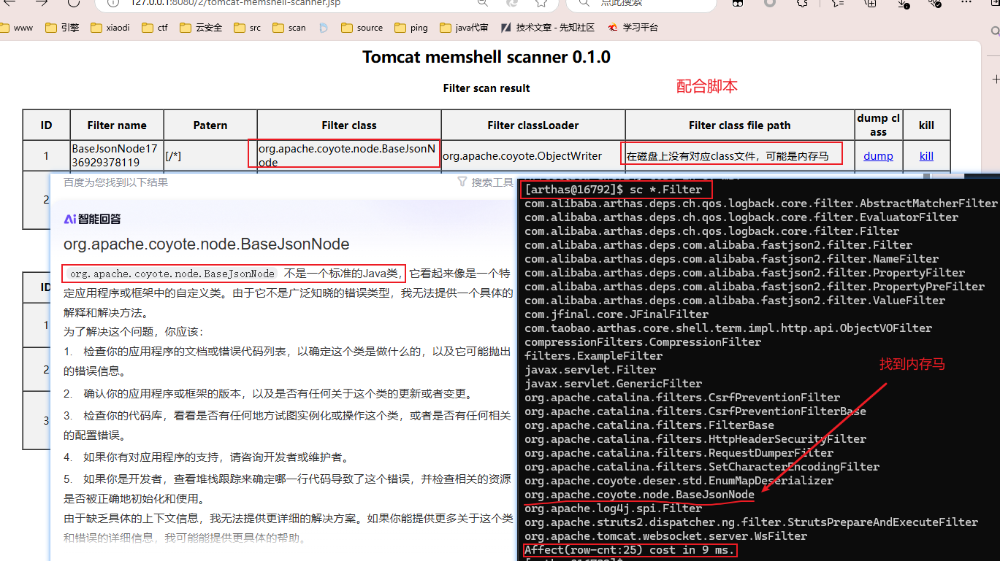 127.0.0.1:8080/2/tomcat-memshell-scanner.jsp
点此搜索
www 引擎 xiaodi ctf 云安全 src scan source ping java代审 技术文章 - 先知社区 学习平台
Tomcat memshell scanner 0.1.0
Filter scan result
配合脚本
ID Filter name Patern Filter class Filter classLoader Filter class file path dump cl
ass kill
1 BaseJsonNode17
36929378119 [/*] org.apache.coyote.node.BaseJsonN
ode org.apache.coyote.ObjectWriter 在磁盘上没有对应class文件，可能是内存马 dump kill
2
ID
1
2
3
百度为您找到以下结果 搜索工具
Ai智能回答
org.apache.coyote.node.BaseJsonNode
org.apache.coyote.node.BaseJsonNode 不是一个标准的Java类，它看起来像是一个特
定应用程序或框架中的自定义类。由于它不是广泛知晓的错误类型，我无法提供一个具体的
解释和解决方法。
为了解决这个问题，你应该：
1. 检查你的应用程序的文档或错误代码列表，以确定这个类是做什么的，以及它可能抛出
的错误信息。
2. 确认你的应用程序或框架的版本，以及是否有任何关于这个类的更新或者变更。
3. 检查你的代码库，看看是否有任何地方试图实例化或操作这个类，或者是否有任何相关
的配置错误。
4. 如果你有对应用程序的支持，请咨询开发者或维护者。
5. 如果你是开发者，查看堆栈跟踪来确定哪一行代码导致了这个错误，并检查相关的资源
是否被正确地初始化和使用。
由于缺乏具体的上下文信息，我无法提供更详细的解决方案。如果你能提供更多关于这个类
和错误的详细信息，我可能能提供更具体的帮助。
[arthas@16792]$ sc *.Filter
com.alibaba.arthas.deps.ch.qos.logback.core.filter.AbstractMatcherFilter
com.alibaba.arthas.deps.ch.qos.logback.core.filter.EvaluatorFilter
com.alibaba.arthas.deps.ch.qos.logback.core.filter.Filter
com.alibaba.arthas.deps.com.alibaba.fastjson2.filter.Filter
com.alibaba.arthas.deps.com.alibaba.fastjson2.filter.NameFilter
com.alibaba.arthas.deps.com.alibaba.fastjson2.filter.PropertyFilter
com.alibaba.arthas.deps.com.alibaba.fastjson2.filter.PropertyPreFilter
com.alibaba.arthas.deps.com.alibaba.fastjson2.filter.ValueFilter
com.jfinal.core.JFinalFilter
com.taobao.arthas.core.shell.term.impl.http.api.ObjectVOFilter
compressionFilters.CompressionFilter
filters.ExampleFilter
javax.servlet.Filter
javax.servlet.GenericFilter
org.apache.catalina.filters.CsrfPreventionFilter
org.apache.catalina.filters.CsrfPreventionFilterBase
org.apache.catalina.filters.FilterBase
org.apache.catalina.filters.HttpHeaderSecurityFilter
org.apache.catalina.filters.RequestDumperFilter
org.apache.catalina.filters.SetCharacterEncodingFilter
org.apache.coyote.deser.std.EnumMapDeserializer
org.apache.coyote.node.BaseJsonNode
org.apache.log4j.spi.Filter
org.apache.struts2.dispatcher.ng.filter.StrutsPrepareAndExecuteFilter
org.apache.tomcat.websocket.server.WsFilter
Affect(row-cnt:25) cost in 9 ms.
找到内存马